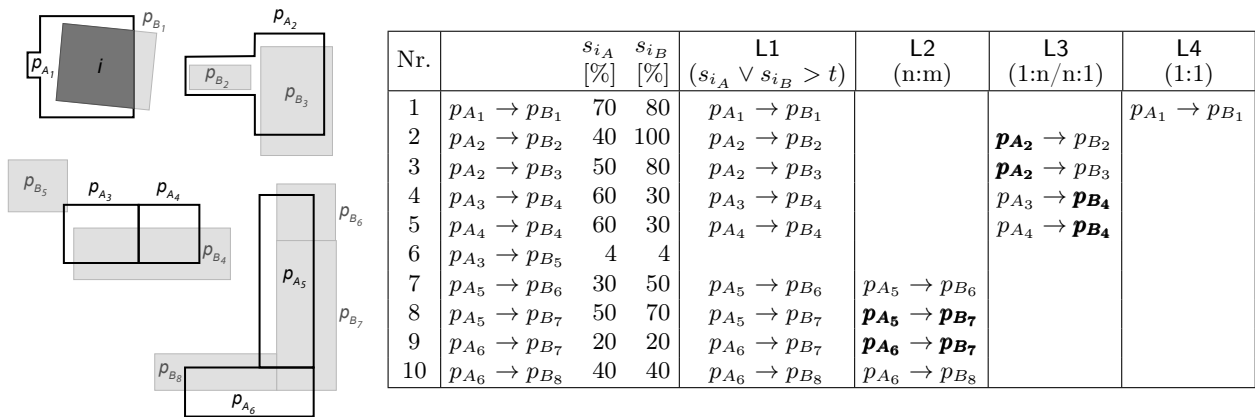 p_{A_1} i p_{B_1}
p_{A_2} p_{B_2} p_{B_3}
p_{B_5} p_{A_3} p_{A_4} p_{B_4}
p_{B_6} p_{A_5} p_{B_7}
p_{B_8} p_{A_6}
Nr. s_{i_A} [%] s_{i_B} [%] L1 (s_{i_A} ∨ s_{i_B} > t) L2 (n:m) L3 (1:n/n:1) L4 (1:1)
1 p_{A_1} → p_{B_1} 70 80 p_{A_1} → p_{B_1} p_{A_1} → p_{B_1}
2 p_{A_2} → p_{B_2} 40 100 p_{A_2} → p_{B_2} p_{A_2} → p_{B_2}
3 p_{A_2} → p_{B_3} 50 80 p_{A_2} → p_{B_3} p_{A_2} → p_{B_3}
4 p_{A_3} → p_{B_4} 60 30 p_{A_3} → p_{B_4} p_{A_3} → p_{B_4}
5 p_{A_4} → p_{B_4} 60 30 p_{A_4} → p_{B_4} p_{A_4} → p_{B_4}
6 p_{A_3} → p_{B_5} 4 4
7 p_{A_5} → p_{B_6} 30 50 p_{A_5} → p_{B_6} p_{A_5} → p_{B_6}
8 p_{A_5} → p_{B_7} 50 70 p_{A_5} → p_{B_7} p_{A_5} → p_{B_7}
9 p_{A_6} → p_{B_7} 20 20 p_{A_6} → p_{B_7} p_{A_6} → p_{B_7}
10 p_{A_6} → p_{B_8} 40 40 p_{A_6} → p_{B_8} p_{A_6} → p_{B_8}